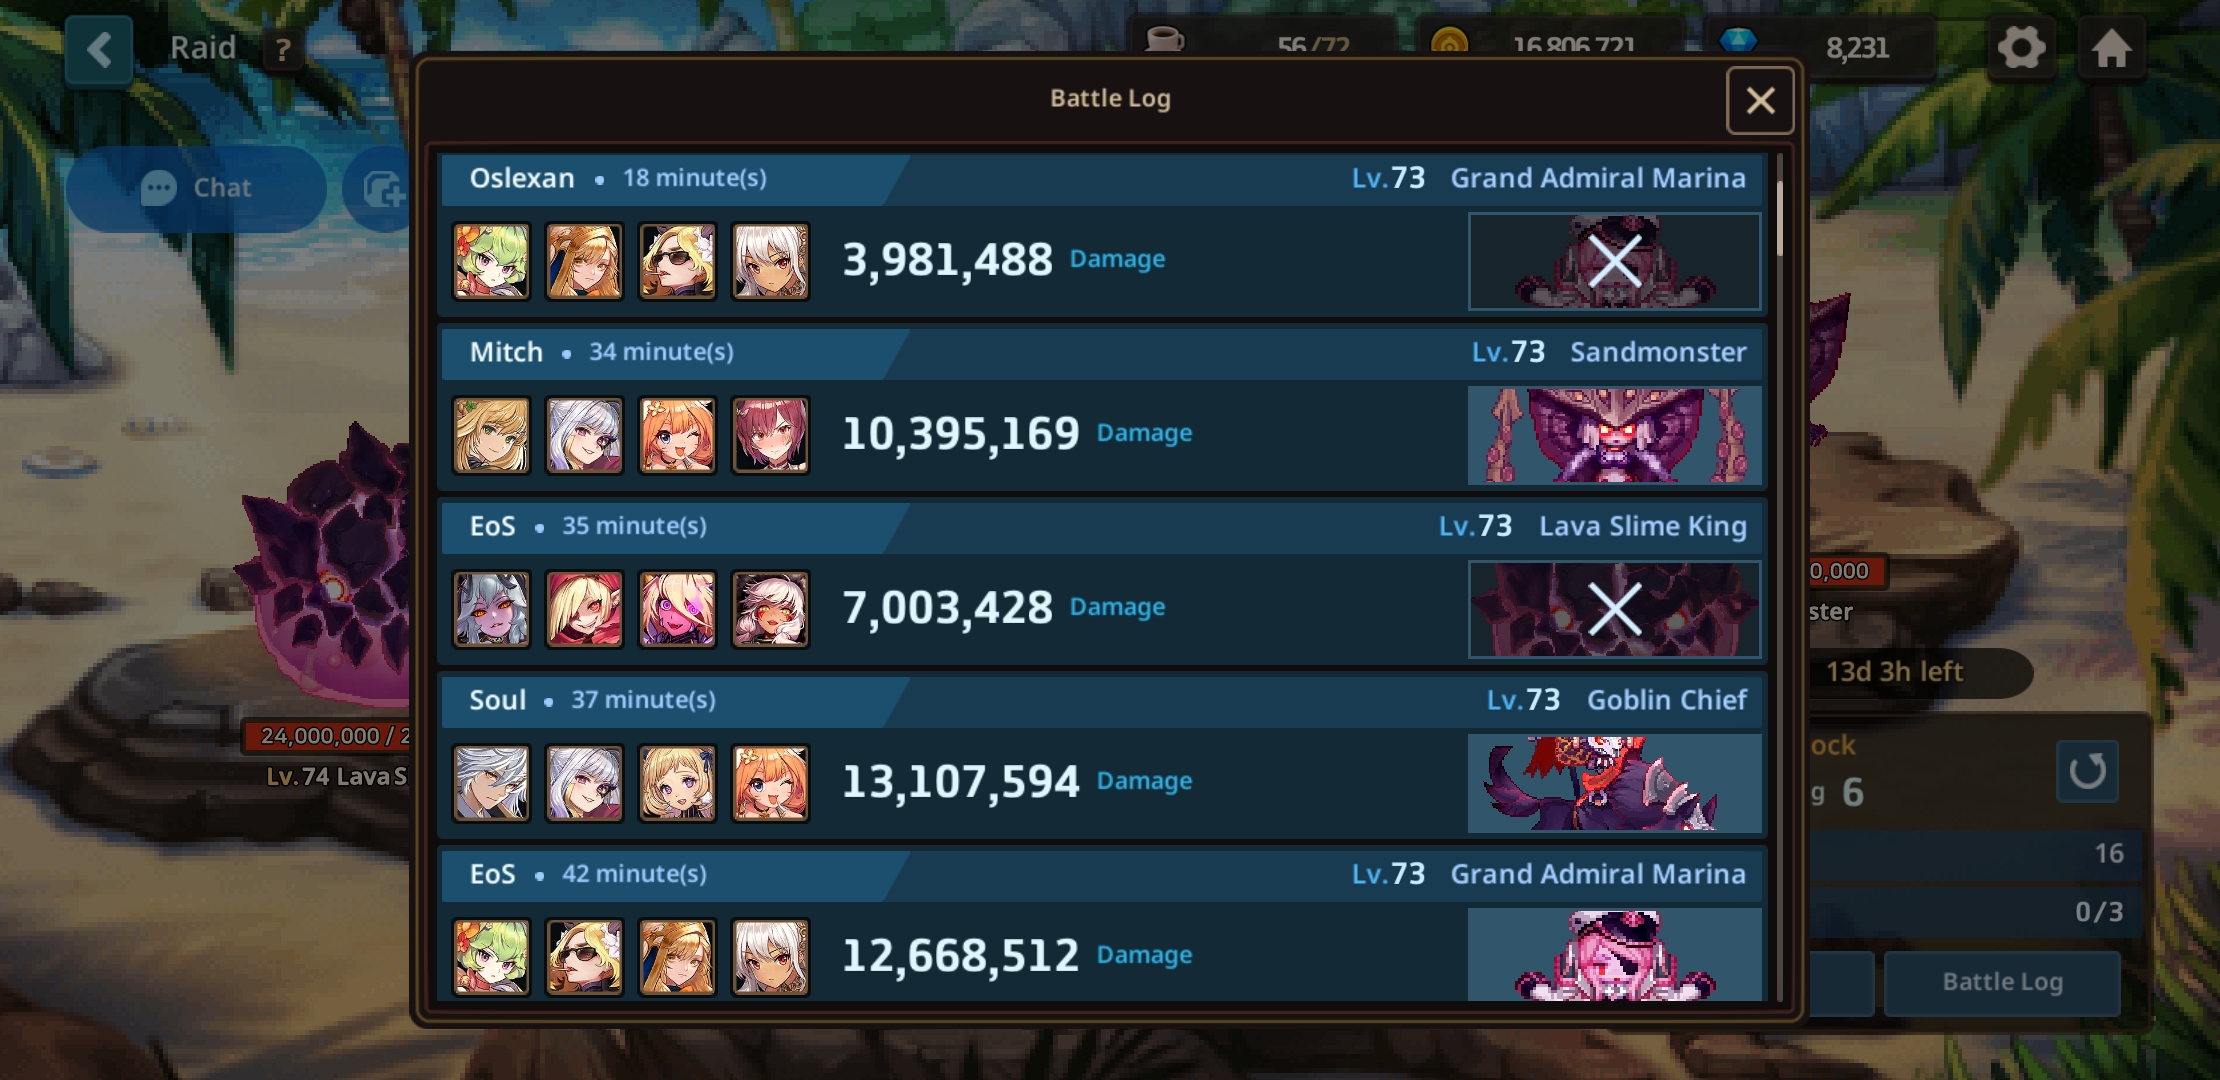 Raid ?
56/72
16,806,721
8,231
Battle Log
Chat
Oslexan • 18 minute(s)
Lv.73 Grand Admiral Marina
3,981,488 Damage
Mitch • 34 minute(s)
Lv.73 Sandmonster
10,395,169 Damage
EoS • 35 minute(s)
Lv.73 Lava Slime King
7,003,428 Damage
Soul • 37 minute(s)
Lv.73 Goblin Chief
13,107,594 Damage
EoS • 42 minute(s)
Lv.73 Grand Admiral Marina
12,668,512 Damage
24,000,000 / 2
Lv.74 Lava S
0,000
ster
13d 3h left
ock
g 6
16
0/3
Battle Log